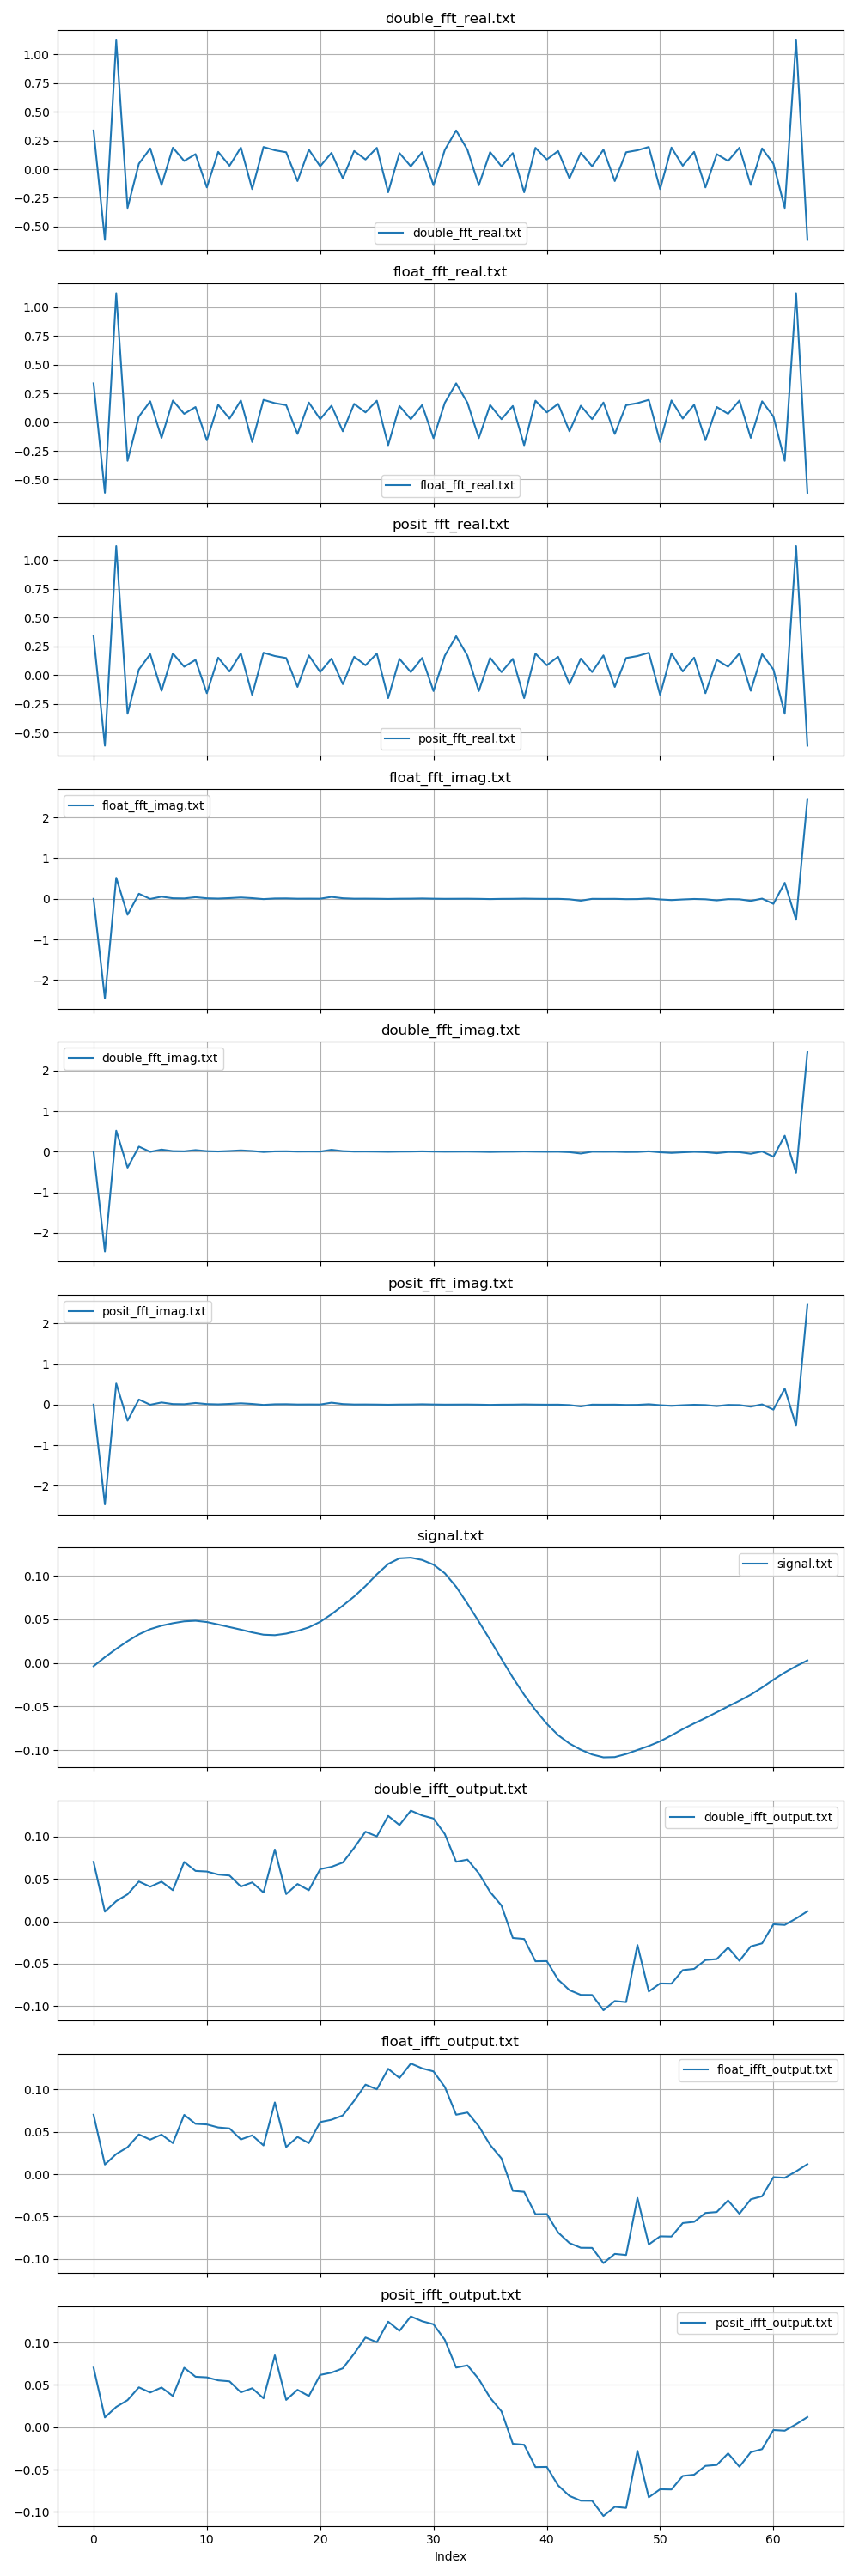 double_fft_real.txt
1.00
0.75
0.50
0.25
0.00
−0.25
−0.50
double_fft_real.txt
float_fft_real.txt
1.00
0.75
0.50
0.25
0.00
−0.25
−0.50
float_fft_real.txt
posit_fft_real.txt
1.00
0.75
0.50
0.25
0.00
−0.25
−0.50
posit_fft_real.txt
float_fft_imag.txt
float_fft_imag.txt
2
1
0
−1
−2
double_fft_imag.txt
double_fft_imag.txt
2
1
0
−1
−2
posit_fft_imag.txt
posit_fft_imag.txt
2
1
0
−1
−2
signal.txt
signal.txt
0.10
0.05
0.00
−0.05
−0.10
double_ifft_output.txt
double_ifft_output.txt
0.10
0.05
0.00
−0.05
−0.10
float_ifft_output.txt
float_ifft_output.txt
0.10
0.05
0.00
−0.05
−0.10
posit_ifft_output.txt
posit_ifft_output.txt
0.10
0.05
0.00
−0.05
−0.10
0 10 20 30 40 50 60
Index